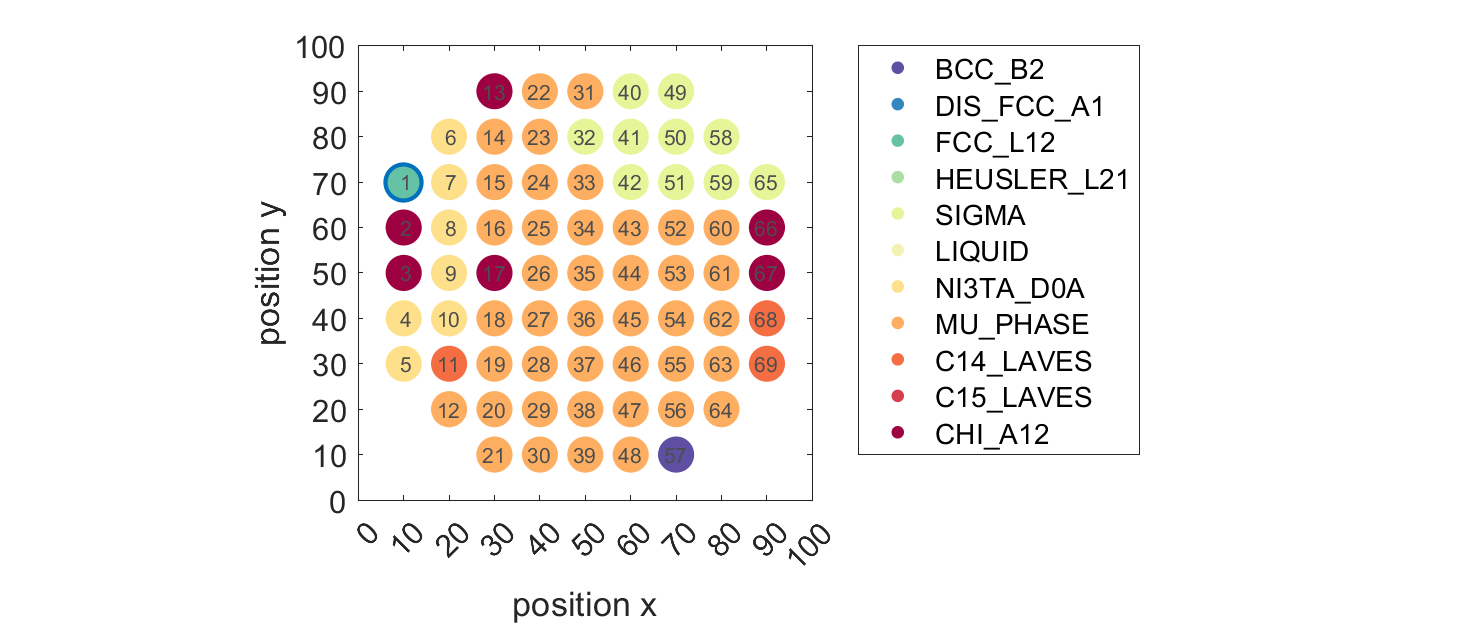 100
90
80
70
60
50
40
30
20
10
0
13 22 31 40 49
6 14 23 32 41 50 58
1 7 15 24 33 42 51 59 65
2 8 16 25 34 43 52 60 66
3 9 17 26 35 44 53 61 67
4 10 18 27 36 45 54 62 68
5 11 19 28 37 46 55 63 69
12 20 29 38 47 56 64
21 30 39 48 57
0 10 20 30 40 50 60 70 80 90 100
position x
position y
BCC_B2
DIS_FCC_A1
FCC_L12
HEUSLER_L21
SIGMA
LIQUID
NI3TA_D0A
MU_PHASE
C14_LAVES
C15_LAVES
CHI_A12